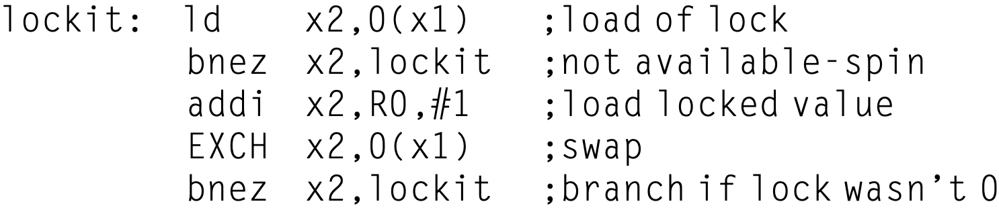 lockit: ld x2,0(x1) ;load of lock
bnez x2,lockit ;not available-spin
addi x2,R0,#1 ;load locked value
EXCH x2,0(x1) ;swap
bnez x2,lockit ;branch if lock wasn’t 0